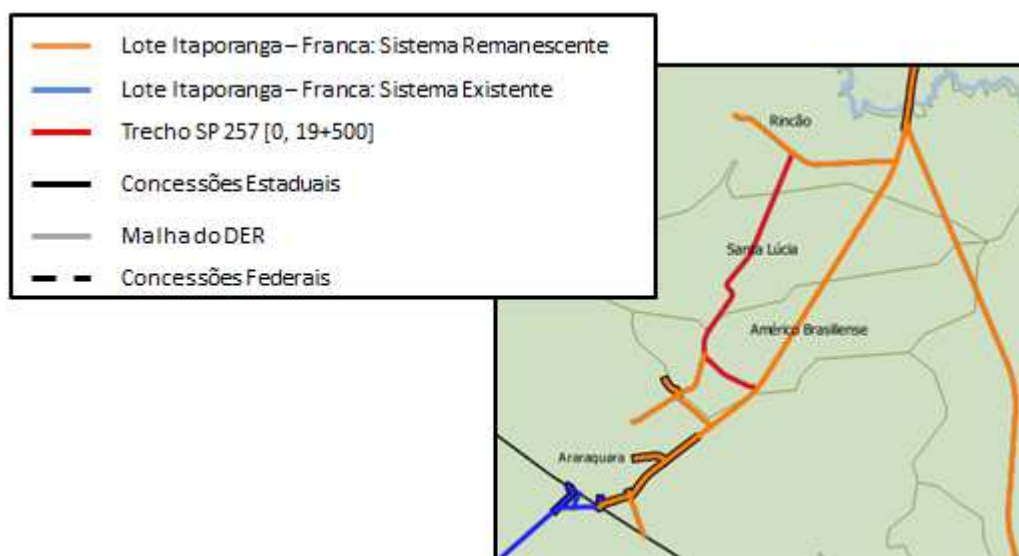 Lote Itaporanga – Franca: Sistema Remanescente
Lote Itaporanga – Franca: Sistema Existente
Trecho SP 257 [0, 19+500]
Concessões Estaduais
Malha do DER
Concessões Federais
Rincão
Santa Lúcia
Américo Brasiliense
Araraquara